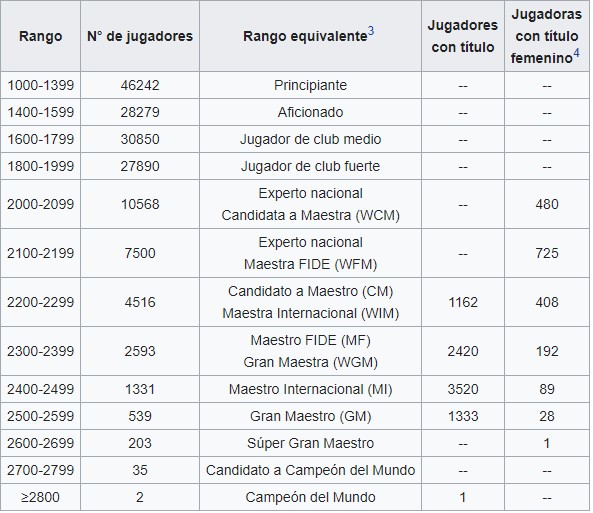 Rango N° de jugadores Rango equivalente3 Jugadores con título Jugadoras con título femenino4
1000-1399 46242 Principiante -- --
1400-1599 28279 Aficionado -- --
1600-1799 30850 Jugador de club medio -- --
1800-1999 27890 Jugador de club fuerte -- --
2000-2099 10568 Experto nacional
Candidata a Maestra (WCM) -- 480
2100-2199 7500 Experto nacional
Maestra FIDE (WFM) -- 725
2200-2299 4516 Candidato a Maestro (CM)
Maestra Internacional (WIM) 1162 408
2300-2399 2593 Maestro FIDE (MF)
Gran Maestra (WGM) 2420 192
2400-2499 1331 Maestro Internacional (MI) 3520 89
2500-2599 539 Gran Maestro (GM) 1333 28
2600-2699 203 Súper Gran Maestro -- 1
2700-2799 35 Candidato a Campeón del Mundo -- --
≥2800 2 Campeón del Mundo 1 --